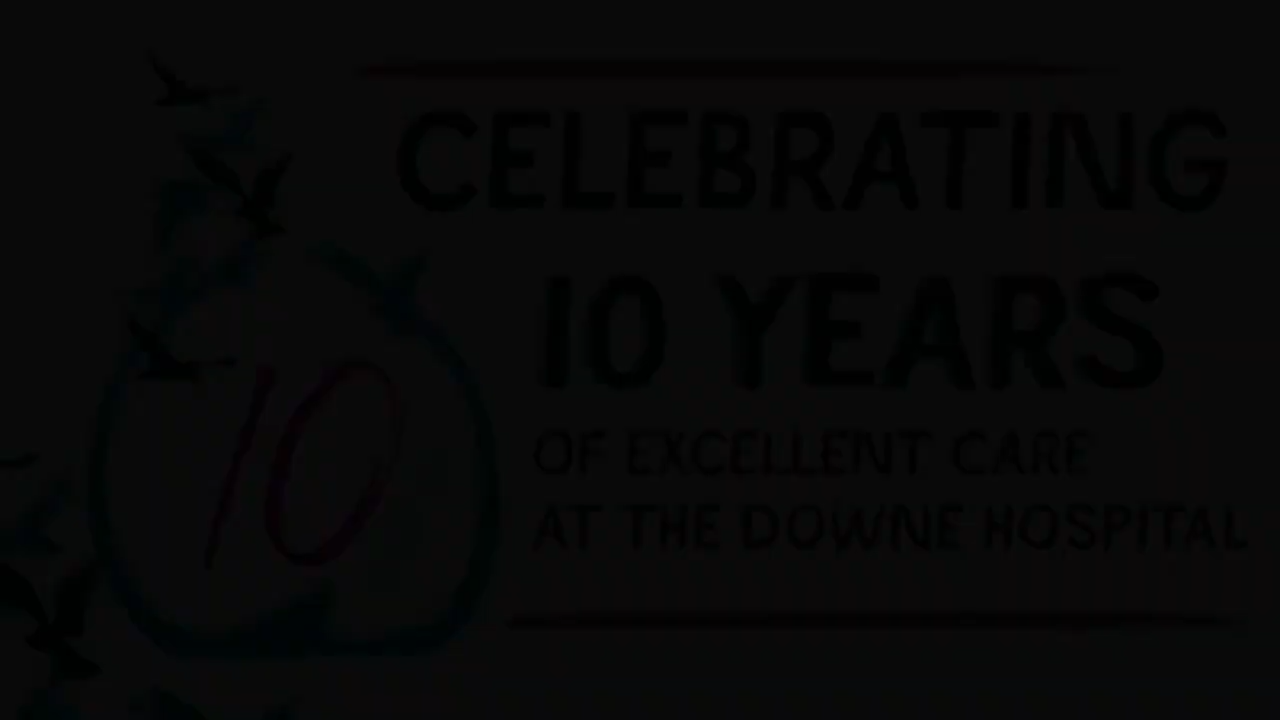 CELEBRATING
10 YEARS
10
OF EXCELLENT CARE
AT THE DOWNE HOSPITAL